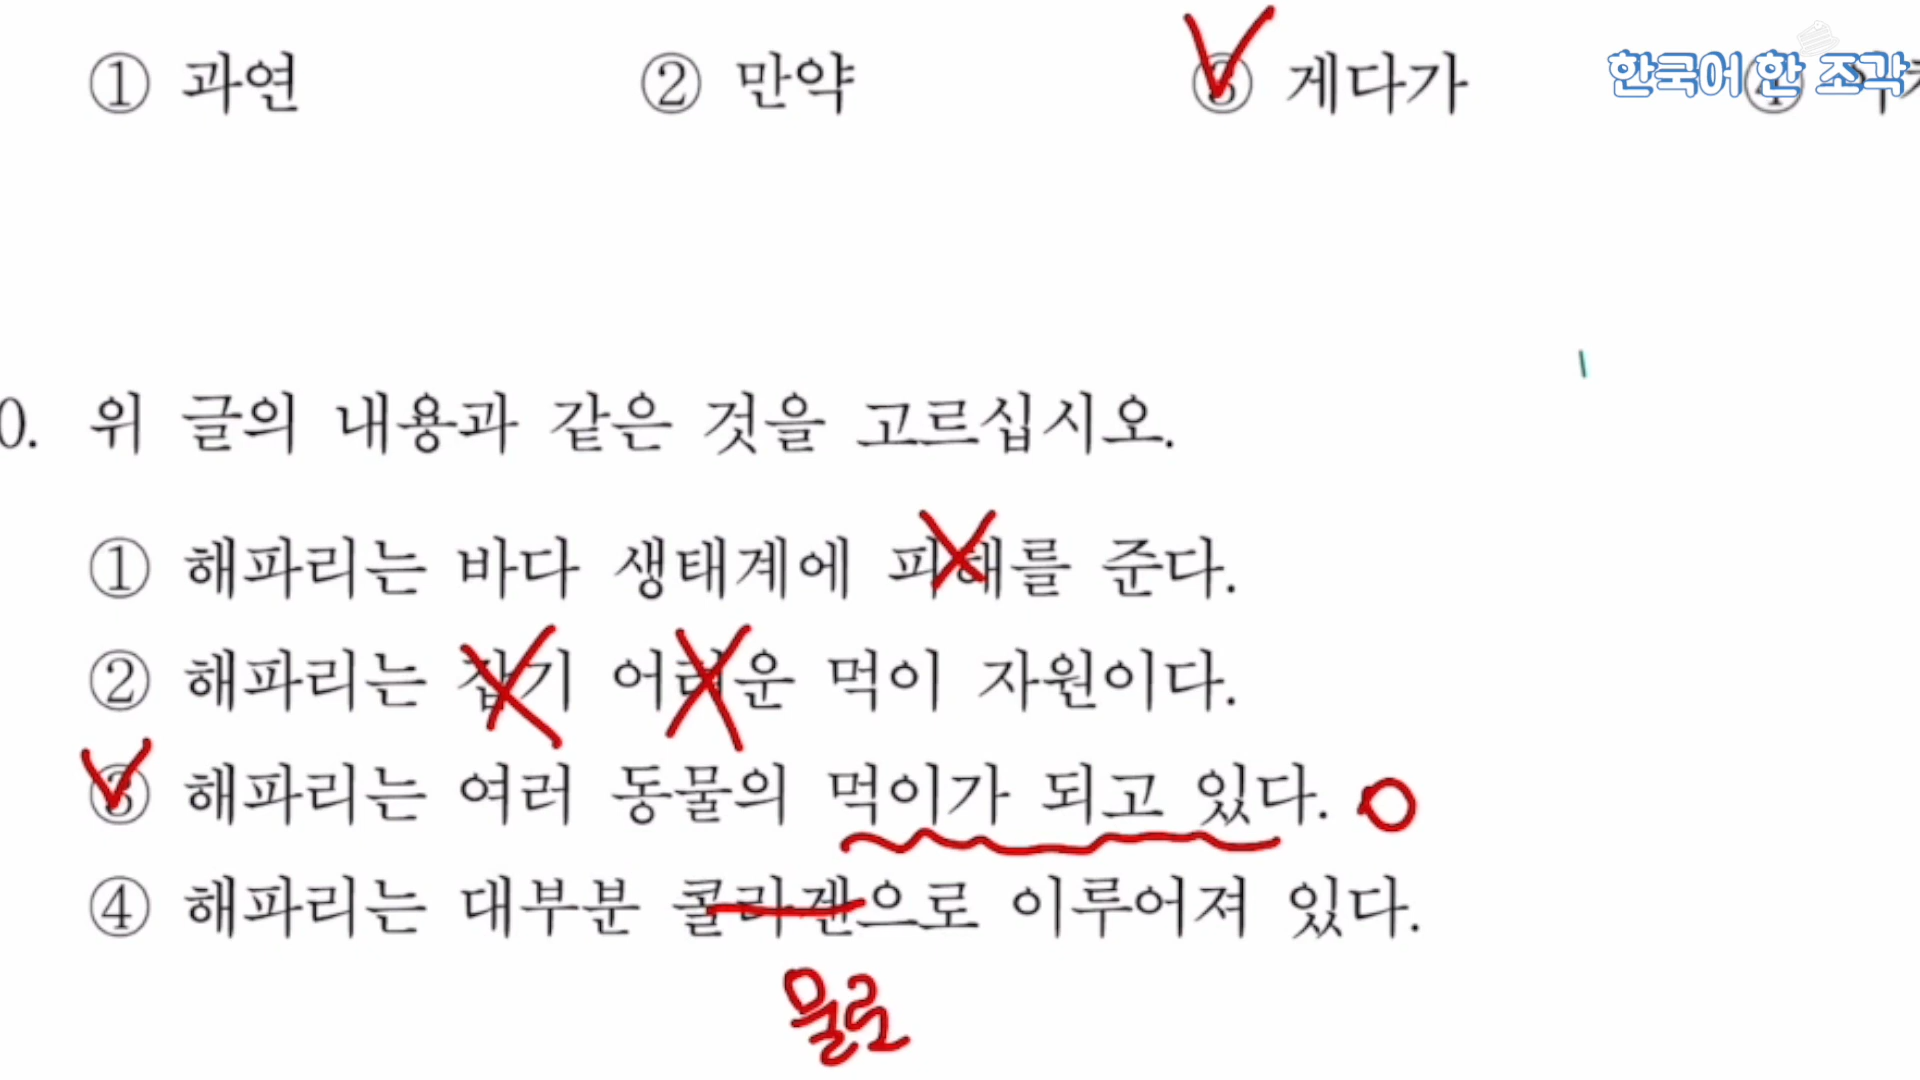 ① 과연 ② 만약 ③ 게다가 ④
한국어 한 조각
0. 위 글의 내용과 같은 것을 고르십시오.
① 해파리는 바다 생태계에 피해를 준다.
② 해파리는 잡기 어려운 먹이 자원이다.
③ 해파리는 여러 동물의 먹이가 되고 있다.
④ 해파리는 대부분 콜라겐으로 이루어져 있다.
물로